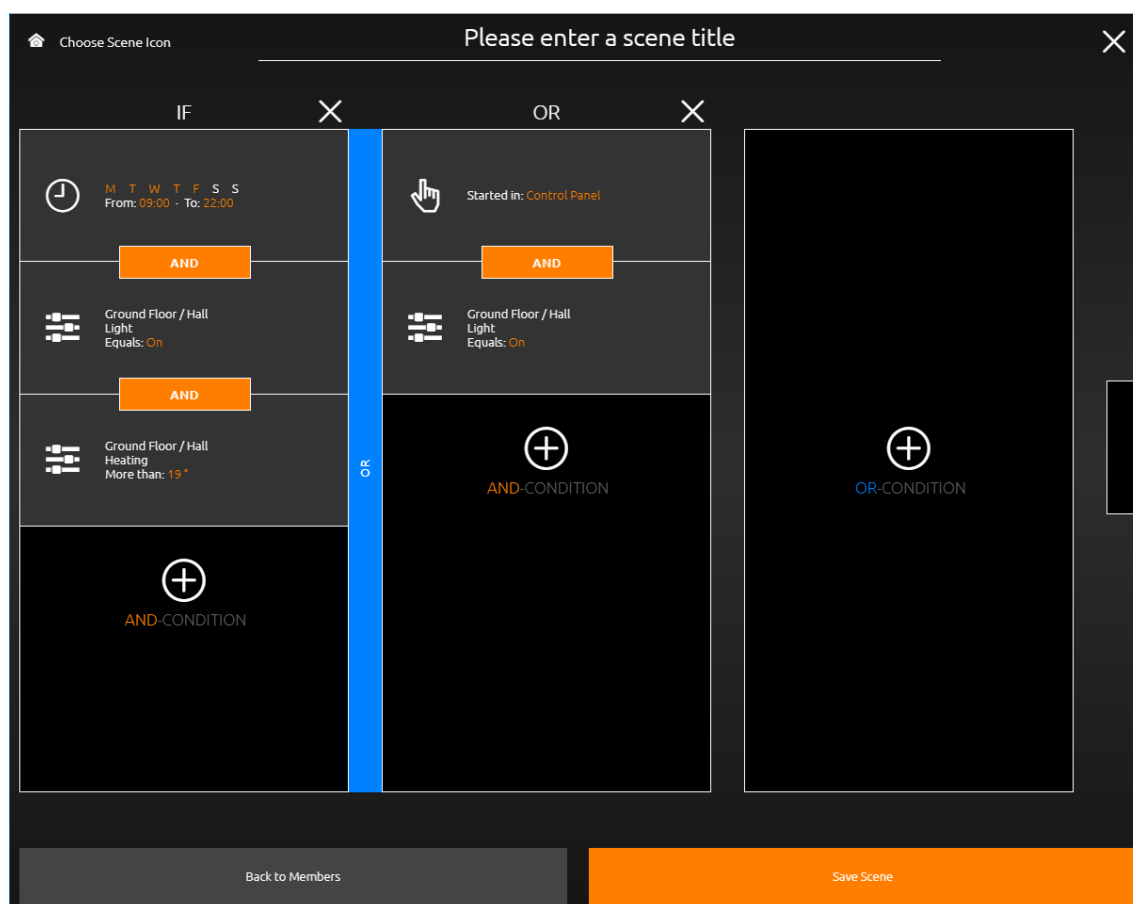 Choose Scene Icon
Please enter a scene title
IF
M T W T F S S
From: 09:00 - To: 22:00
AND
Ground Floor / Hall
Light
Equals: On
AND
Ground Floor / Hall
Heating
More than: 19 °
AND-CONDITION
OR
OR
Started in: Control Panel
AND
Ground Floor / Hall
Light
Equals: On
AND-CONDITION
OR-CONDITION
Back to Members
Save Scene